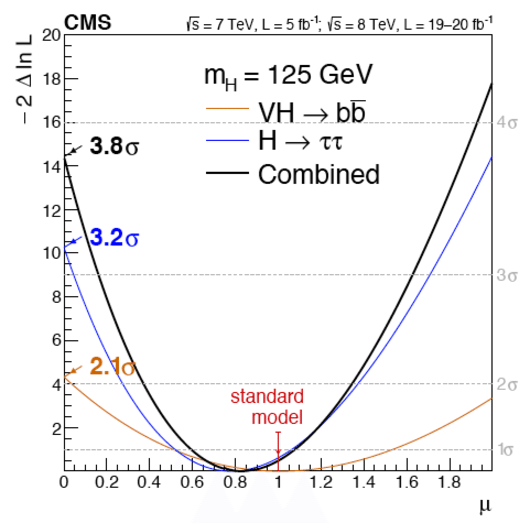 CMS √s = 7 TeV, L = 5 fb⁻¹; √s = 8 TeV, L = 19–20 fb⁻¹
− 2 Δ ln L
m_H = 125 GeV
VH → bb̅
H → ττ
Combined
20
18
16
14
12
10
8
6
4
2
3.8σ
3.2σ
2.1σ
4σ
3σ
2σ
1σ
standard
model
0 0.2 0.4 0.6 0.8 1 1.2 1.4 1.6 1.8
μ